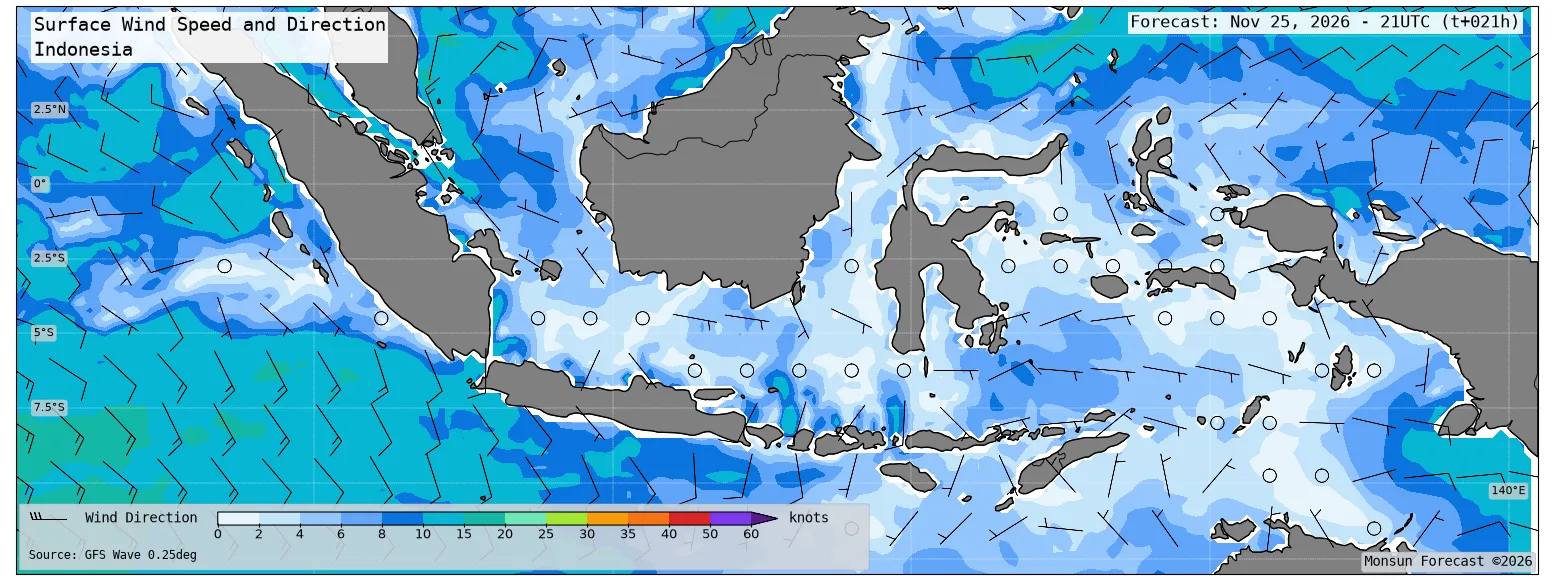 Surface Wind Speed and Direction
Indonesia
Forecast: Nov 25, 2026 - 21UTC (t+021h)
2.5°N
0°
2.5°S
5°S
7.5°S
140°E
Wind Direction
knots
0 2 4 6 8 10 15 20 25 30 35 40 50 60
Source: GFS Wave 0.25deg
Monsun Forecast ©2026